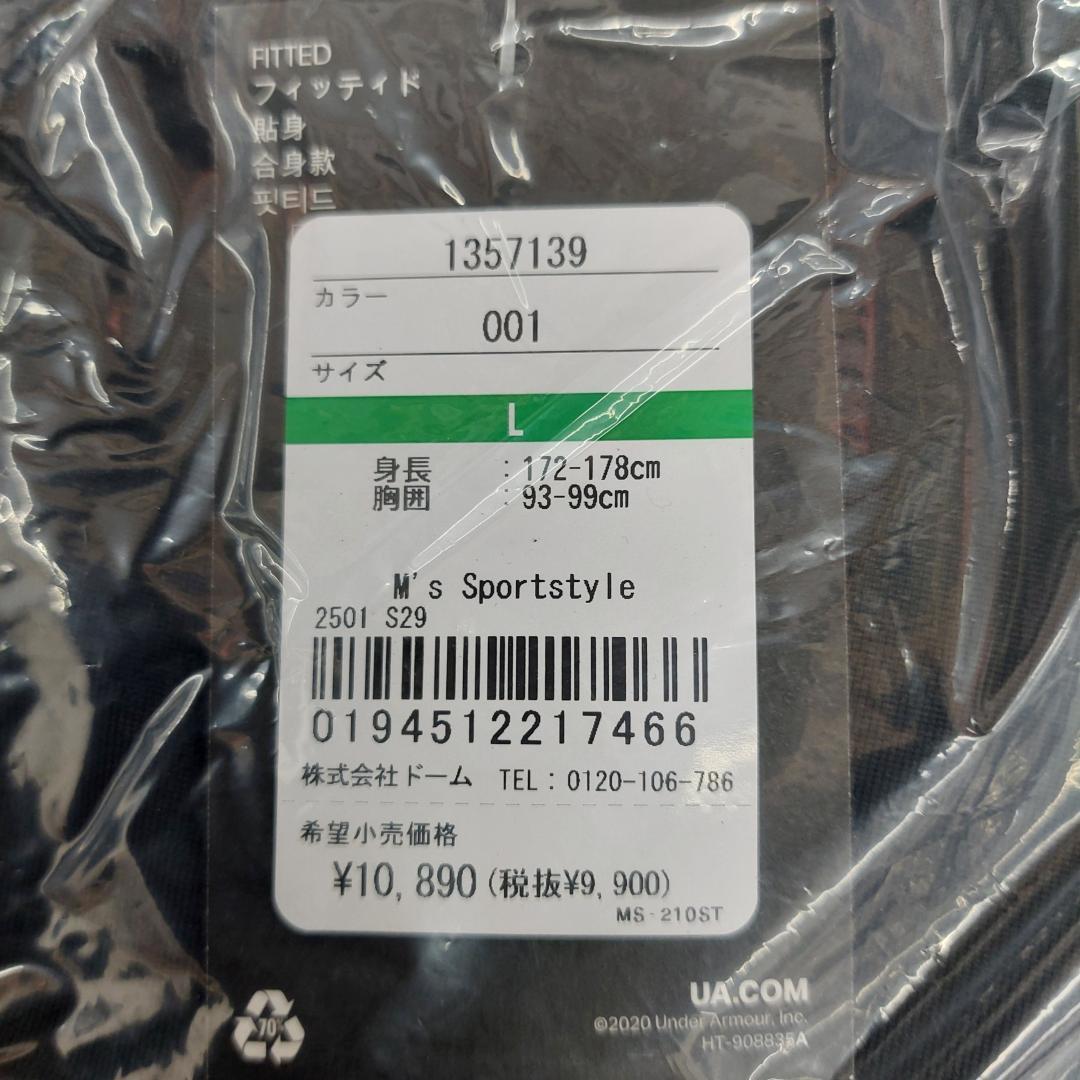 FITTED
フィッティド
貼身
合身款
핏티드
1357139
カラー
001
サイズ
L
身長 : 172-178cm
胸囲 : 93-99cm
M's Sportstyle
2501 S29
0194512217466
株式会社ドーム TEL : 0120-106-786
希望小売価格
¥10,890 (税抜¥9,900)
MS-210ST
70%
UA.COM
©2020 Under Armour, Inc.
HT-908835A